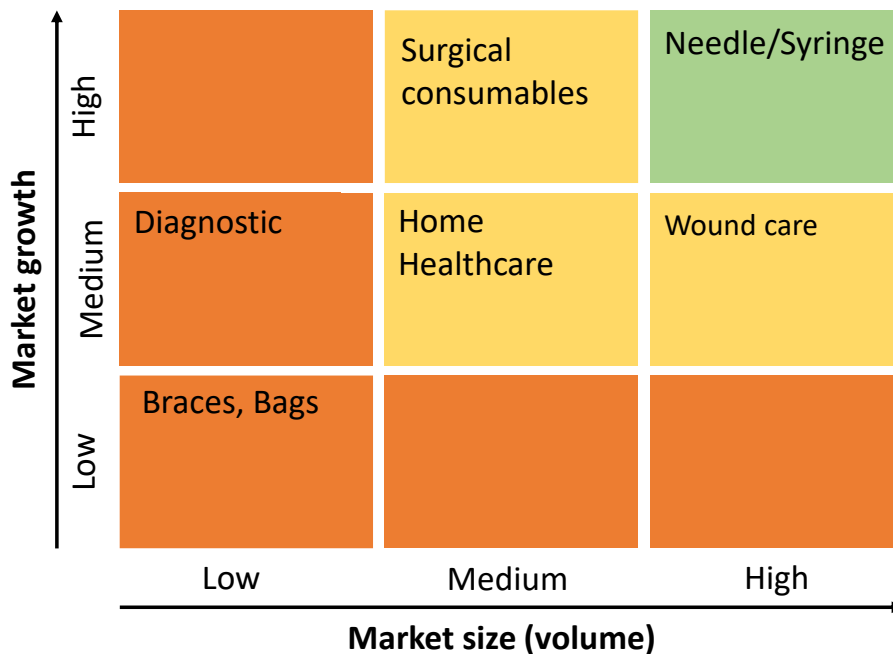 Market growth
High
Medium
Low
Surgical
consumables
Needle/Syringe
Diagnostic
Home
Healthcare
Wound care
Braces, Bags
Low
Medium
High
Market size (volume)